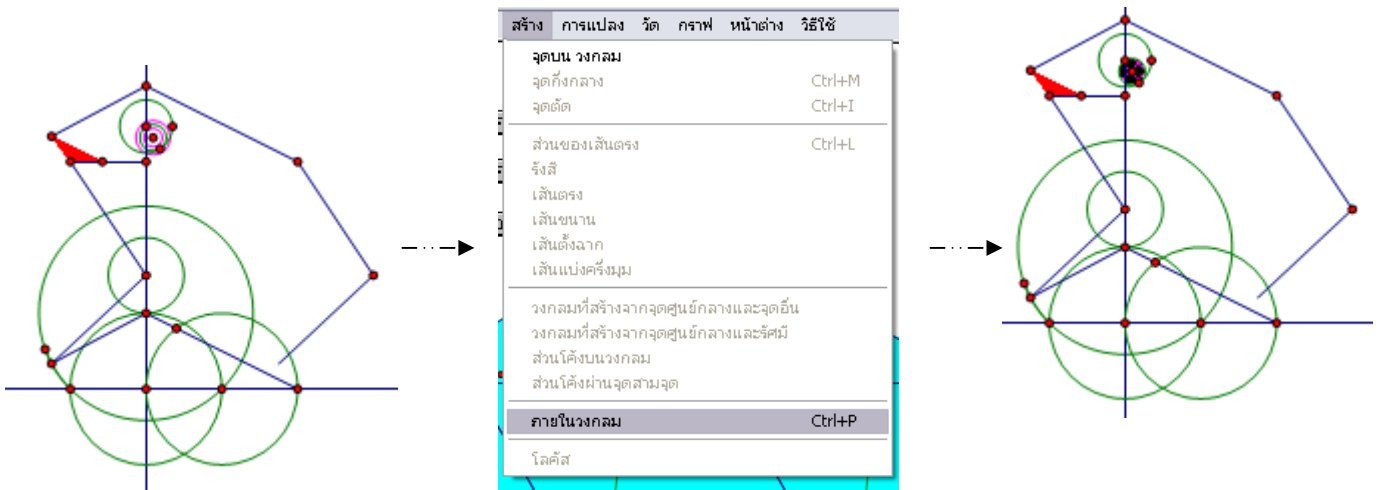 สร้าง การแปลง วัด กราฟ หน้าต่าง วิธีใช้
จุดบน วงกลม
จุดกึ่งกลาง Ctrl+M
จุดตัด Ctrl+I
ส่วนของเส้นตรง Ctrl+L
รังสี
เส้นตรง
เส้นขนาน
เส้นตั้งฉาก
เส้นแบ่งครึ่งมุม
วงกลมที่สร้างจากจุดศูนย์กลางและจุดอื่น
วงกลมที่สร้างจากจุดศูนย์กลางและรัศมี
ส่วนโค้งบนวงกลม
ส่วนโค้งผ่านจุดสามจุด
ภายในวงกลม Ctrl+P
โลคัส